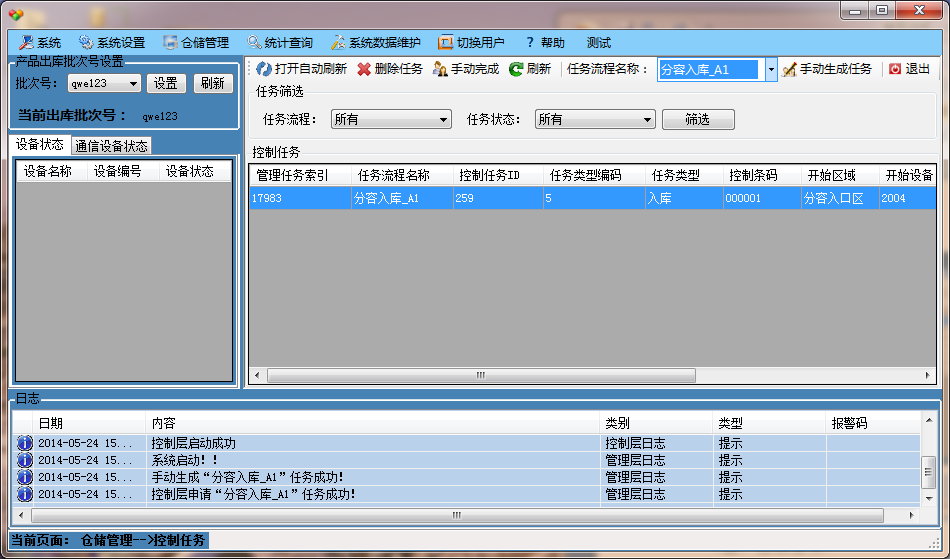 系统 系统设置 仓储管理 统计查询 系统数据维护 切换用户 ? 帮助 测试
产品出库批次号设置
批次号: qwe123 设置 刷新
当前出库批次号： qwe123
打开自动刷新 删除任务 手动完成 刷新 任务流程名称： 分容入库_A1 手动生成任务 退出
任务筛选
任务流程： 所有 任务状态： 所有 筛选
设备状态 通信设备状态
设备名称 设备编号 设备状态
控制任务
管理任务索引 任务流程名称 控制任务ID 任务类型编码 任务类型 控制条码 开始区域 开始设备
17983 分容入库_A1 259 5 入库 000001 分容入口区 2004
日志
日期 内容 类别 类型 报警码
2014-05-24 15... 控制层启动成功 控制层日志 提示
2014-05-24 15... 系统启动！！ 管理层日志 提示
2014-05-24 15... 手动生成“分容入库_A1”任务成功! 管理层日志 提示
2014-05-24 15... 控制层申请“分容入库_A1”任务成功! 管理层日志 提示
当前页面： 仓储管理-->控制任务